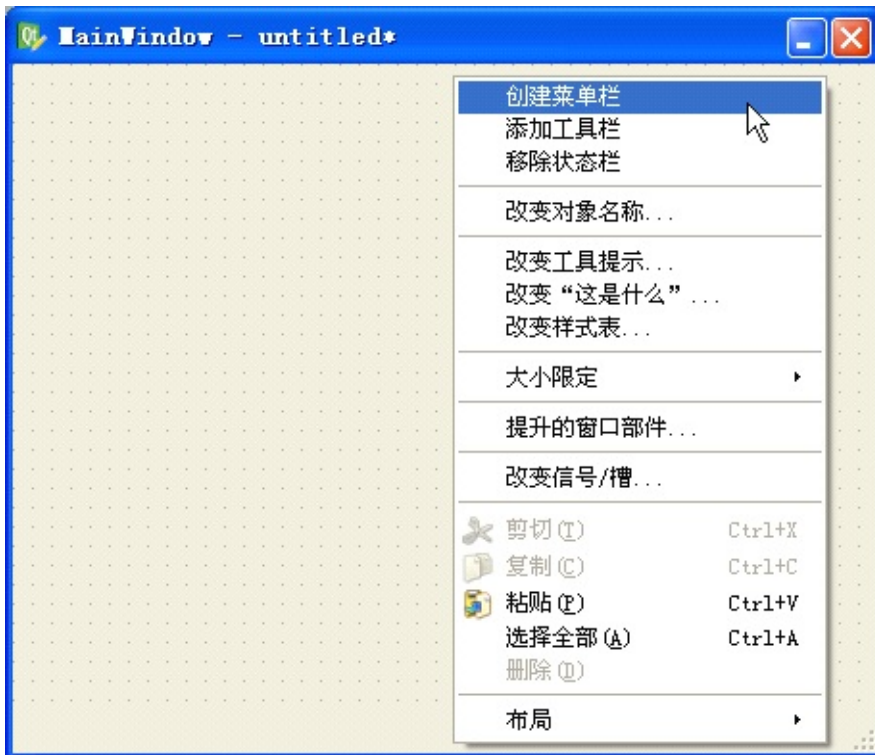 MainWindow - untitled*
创建菜单栏
添加工具栏
移除状态栏
改变对象名称...
改变工具提示...
改变“这是什么”...
改变样式表...
大小限定
提升的窗口部件...
改变信号/槽...
剪切(T) Ctrl+X
复制(C) Ctrl+C
粘贴(P) Ctrl+V
选择全部(A) Ctrl+A
删除(D)
布局